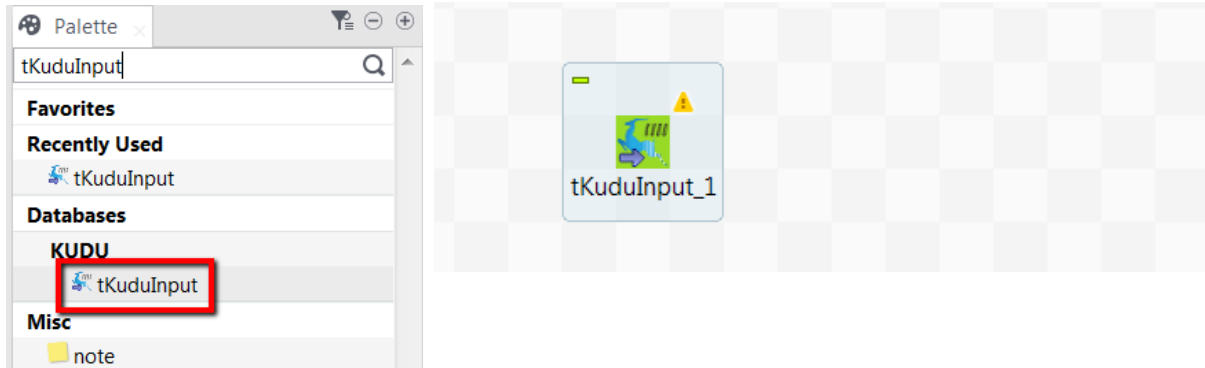 Palette
tKuduInput
Favorites
Recently Used
tKuduInput
Databases
KUDU
tKuduInput
Misc
note
tKuduInput_1